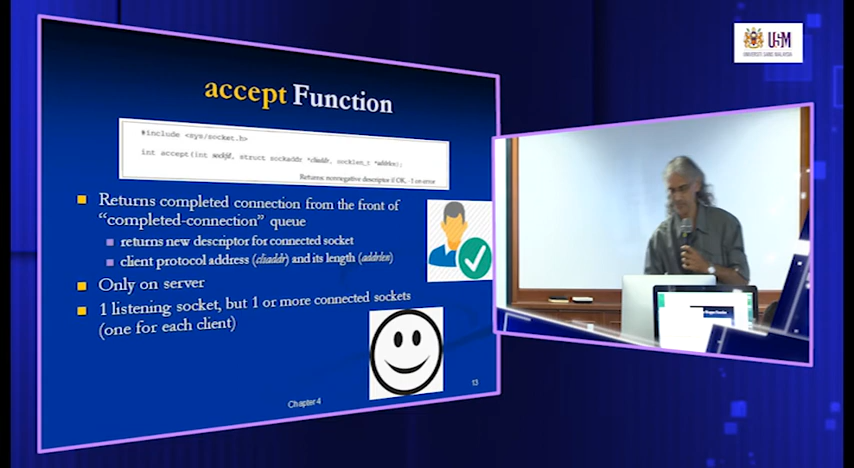 accept Function
#include <sys/socket.h>
int accept(int sockfd, struct sockaddr *cliaddr, socklen_t *addrlen);
Returns: nonnegative descriptor if OK, -1 on error
Returns completed connection from the front of
“completed-connection” queue
returns new descriptor for connected socket
client protocol address (cliaddr) and its length (addrlen)
Only on server
1 listening socket, but 1 or more connected sockets
(one for each client)
Chapter 4
13
USM
UNIVERSITI SAINS MALAYSIA